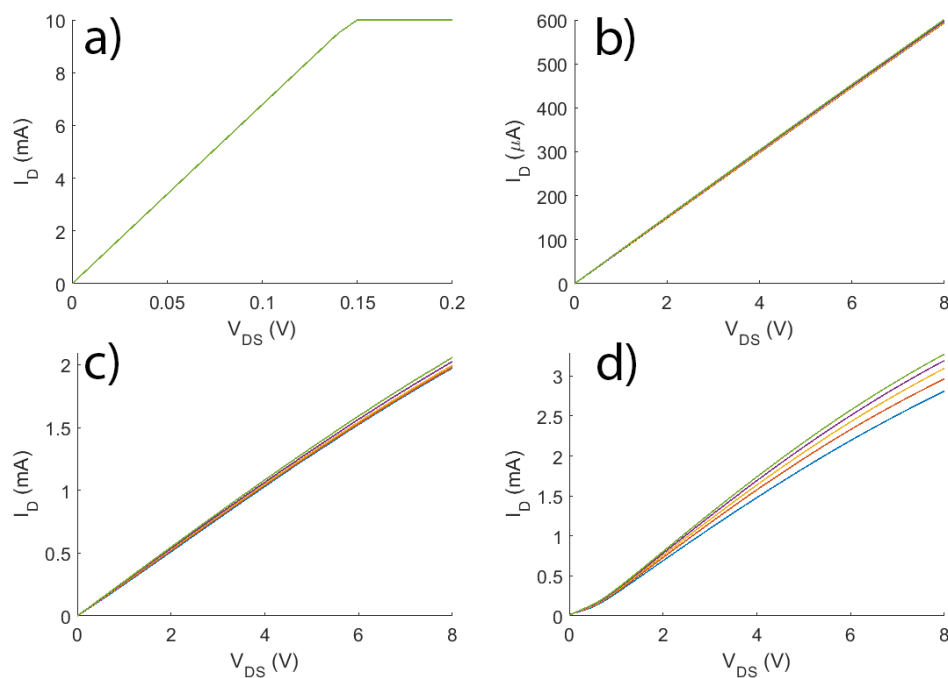 a)
10
8
6
4
2
0
I_D (mA)
0 0.05 0.1 0.15 0.2
V_DS (V)
b)
600
500
400
300
200
100
0
I_D (μA)
0 2 4 6 8
V_DS (V)
c)
2
1.5
1
0.5
0
I_D (mA)
0 2 4 6 8
V_DS (V)
d)
3
2.5
2
1.5
1
0.5
0
I_D (mA)
0 2 4 6 8
V_DS (V)